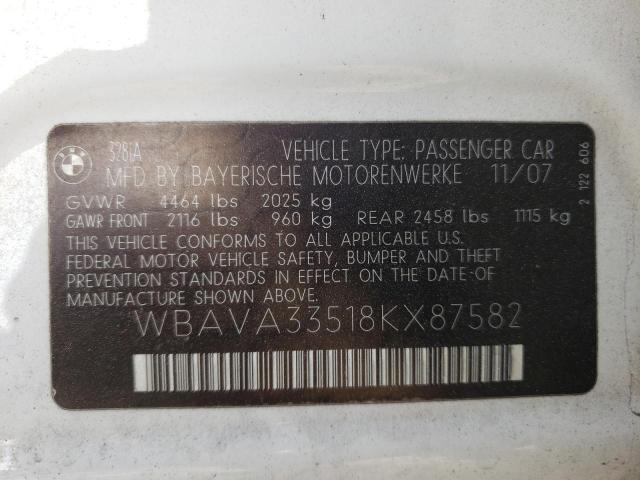 BMW
328iA
VEHICLE TYPE: PASSENGER CAR
MFD BY BAYERISCHE MOTORENWERKE 11/07
GVWR 4464 lbs 2025 kg
GAWR FRONT 2116 lbs 960 kg REAR 2458 lbs 1115 kg
THIS VEHICLE CONFORMS TO ALL APPLICABLE U.S.
FEDERAL MOTOR VEHICLE SAFETY, BUMPER AND THEFT
PREVENTION STANDARDS IN EFFECT ON THE DATE OF
MANUFACTURE SHOWN ABOVE.
WBAVA33518KX87582
2 122 606